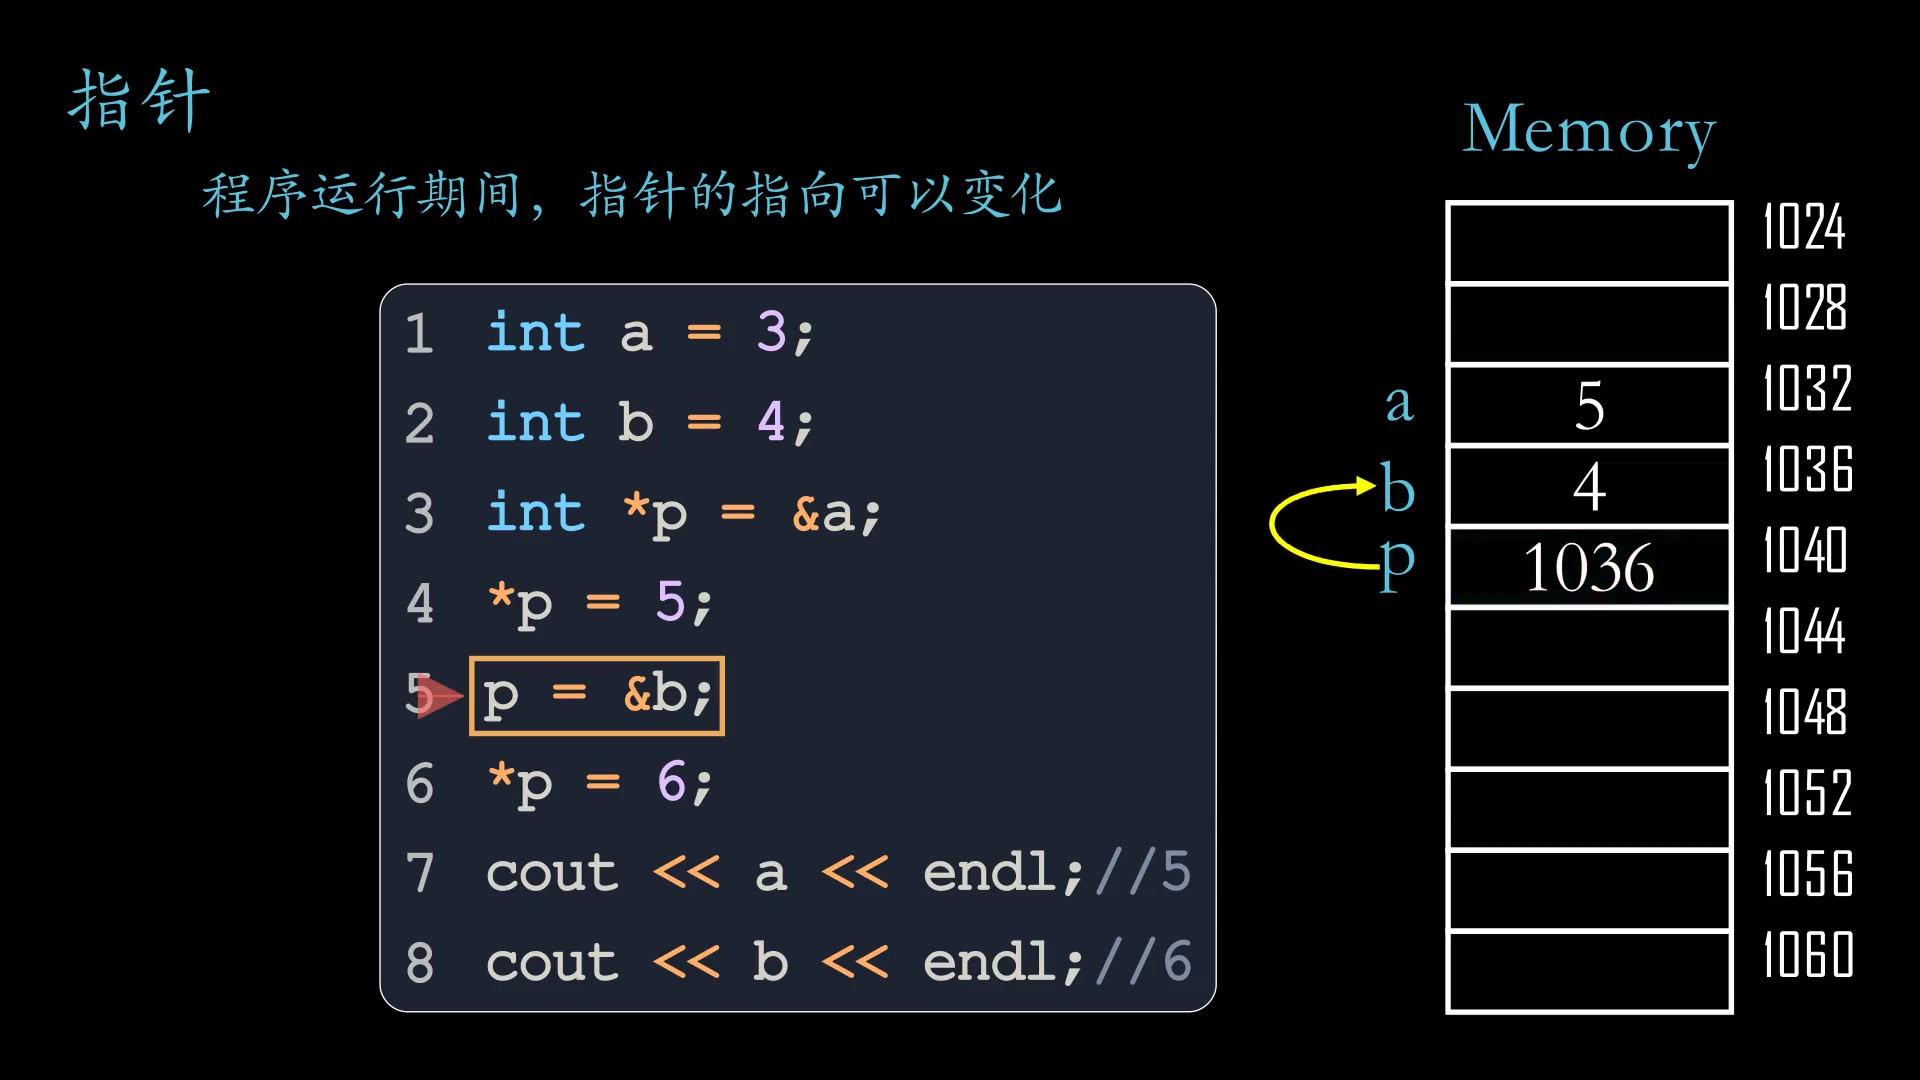 指针
程序运行期间，指针的指向可以变化
1 int a = 3;
2 int b = 4;
3 int *p = &a;
4 *p = 5;
5 p = &b;
6 *p = 6;
7 cout << a << endl;//5
8 cout << b << endl;//6
Memory
1024
1028
a 5 1032
b 4 1036
p 1036 1040
1044
1048
1052
1056
1060